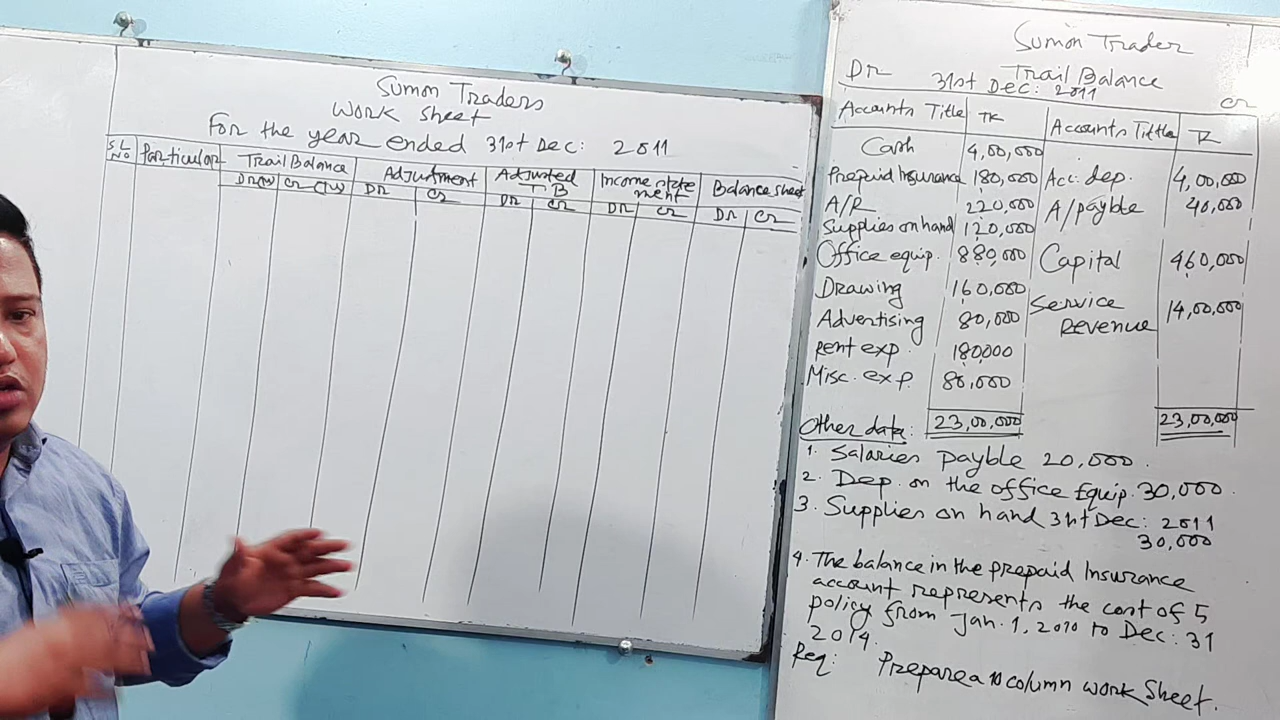 Sumon Traders
Work Sheet
For the year ended 31st Dec: 2011
S.L NO Particular Trail Balance Adjustment Adjusted T B Income statement Balance sheet
DR(W) CR(W) DR CR DR CR DR CR DR CR
Sumon Trader
Trail Balance
DR 31st Dec: 2011 CR
Accounts Title TK Accounts Tittle TK
Cash 4,00,000
Prepaid Insurance 180,000 Acc. dep. 4,00,000
A/R 220,000 A/payble 40,000
Supplies on hand 120,000
Office equip. 880,000 Capital 460,000
Drawing 160,000 Service
Advertising 80,000 Revenue 14,00,000
Rent exp. 180,000
Misc. exp. 80,000
Other data: 23,00,000 23,00,000
1. Salaries payble 20,000.
2. Dep. on the office Equip. 30,000.
3. Supplies on hand 31st Dec: 2011
30,000
4. The balance in the prepaid Insurance
account represents the cost of 5
policy from Jan. 1, 2010 to Dec: 31
2014.
Req: Prepare a 10 column work Sheet.